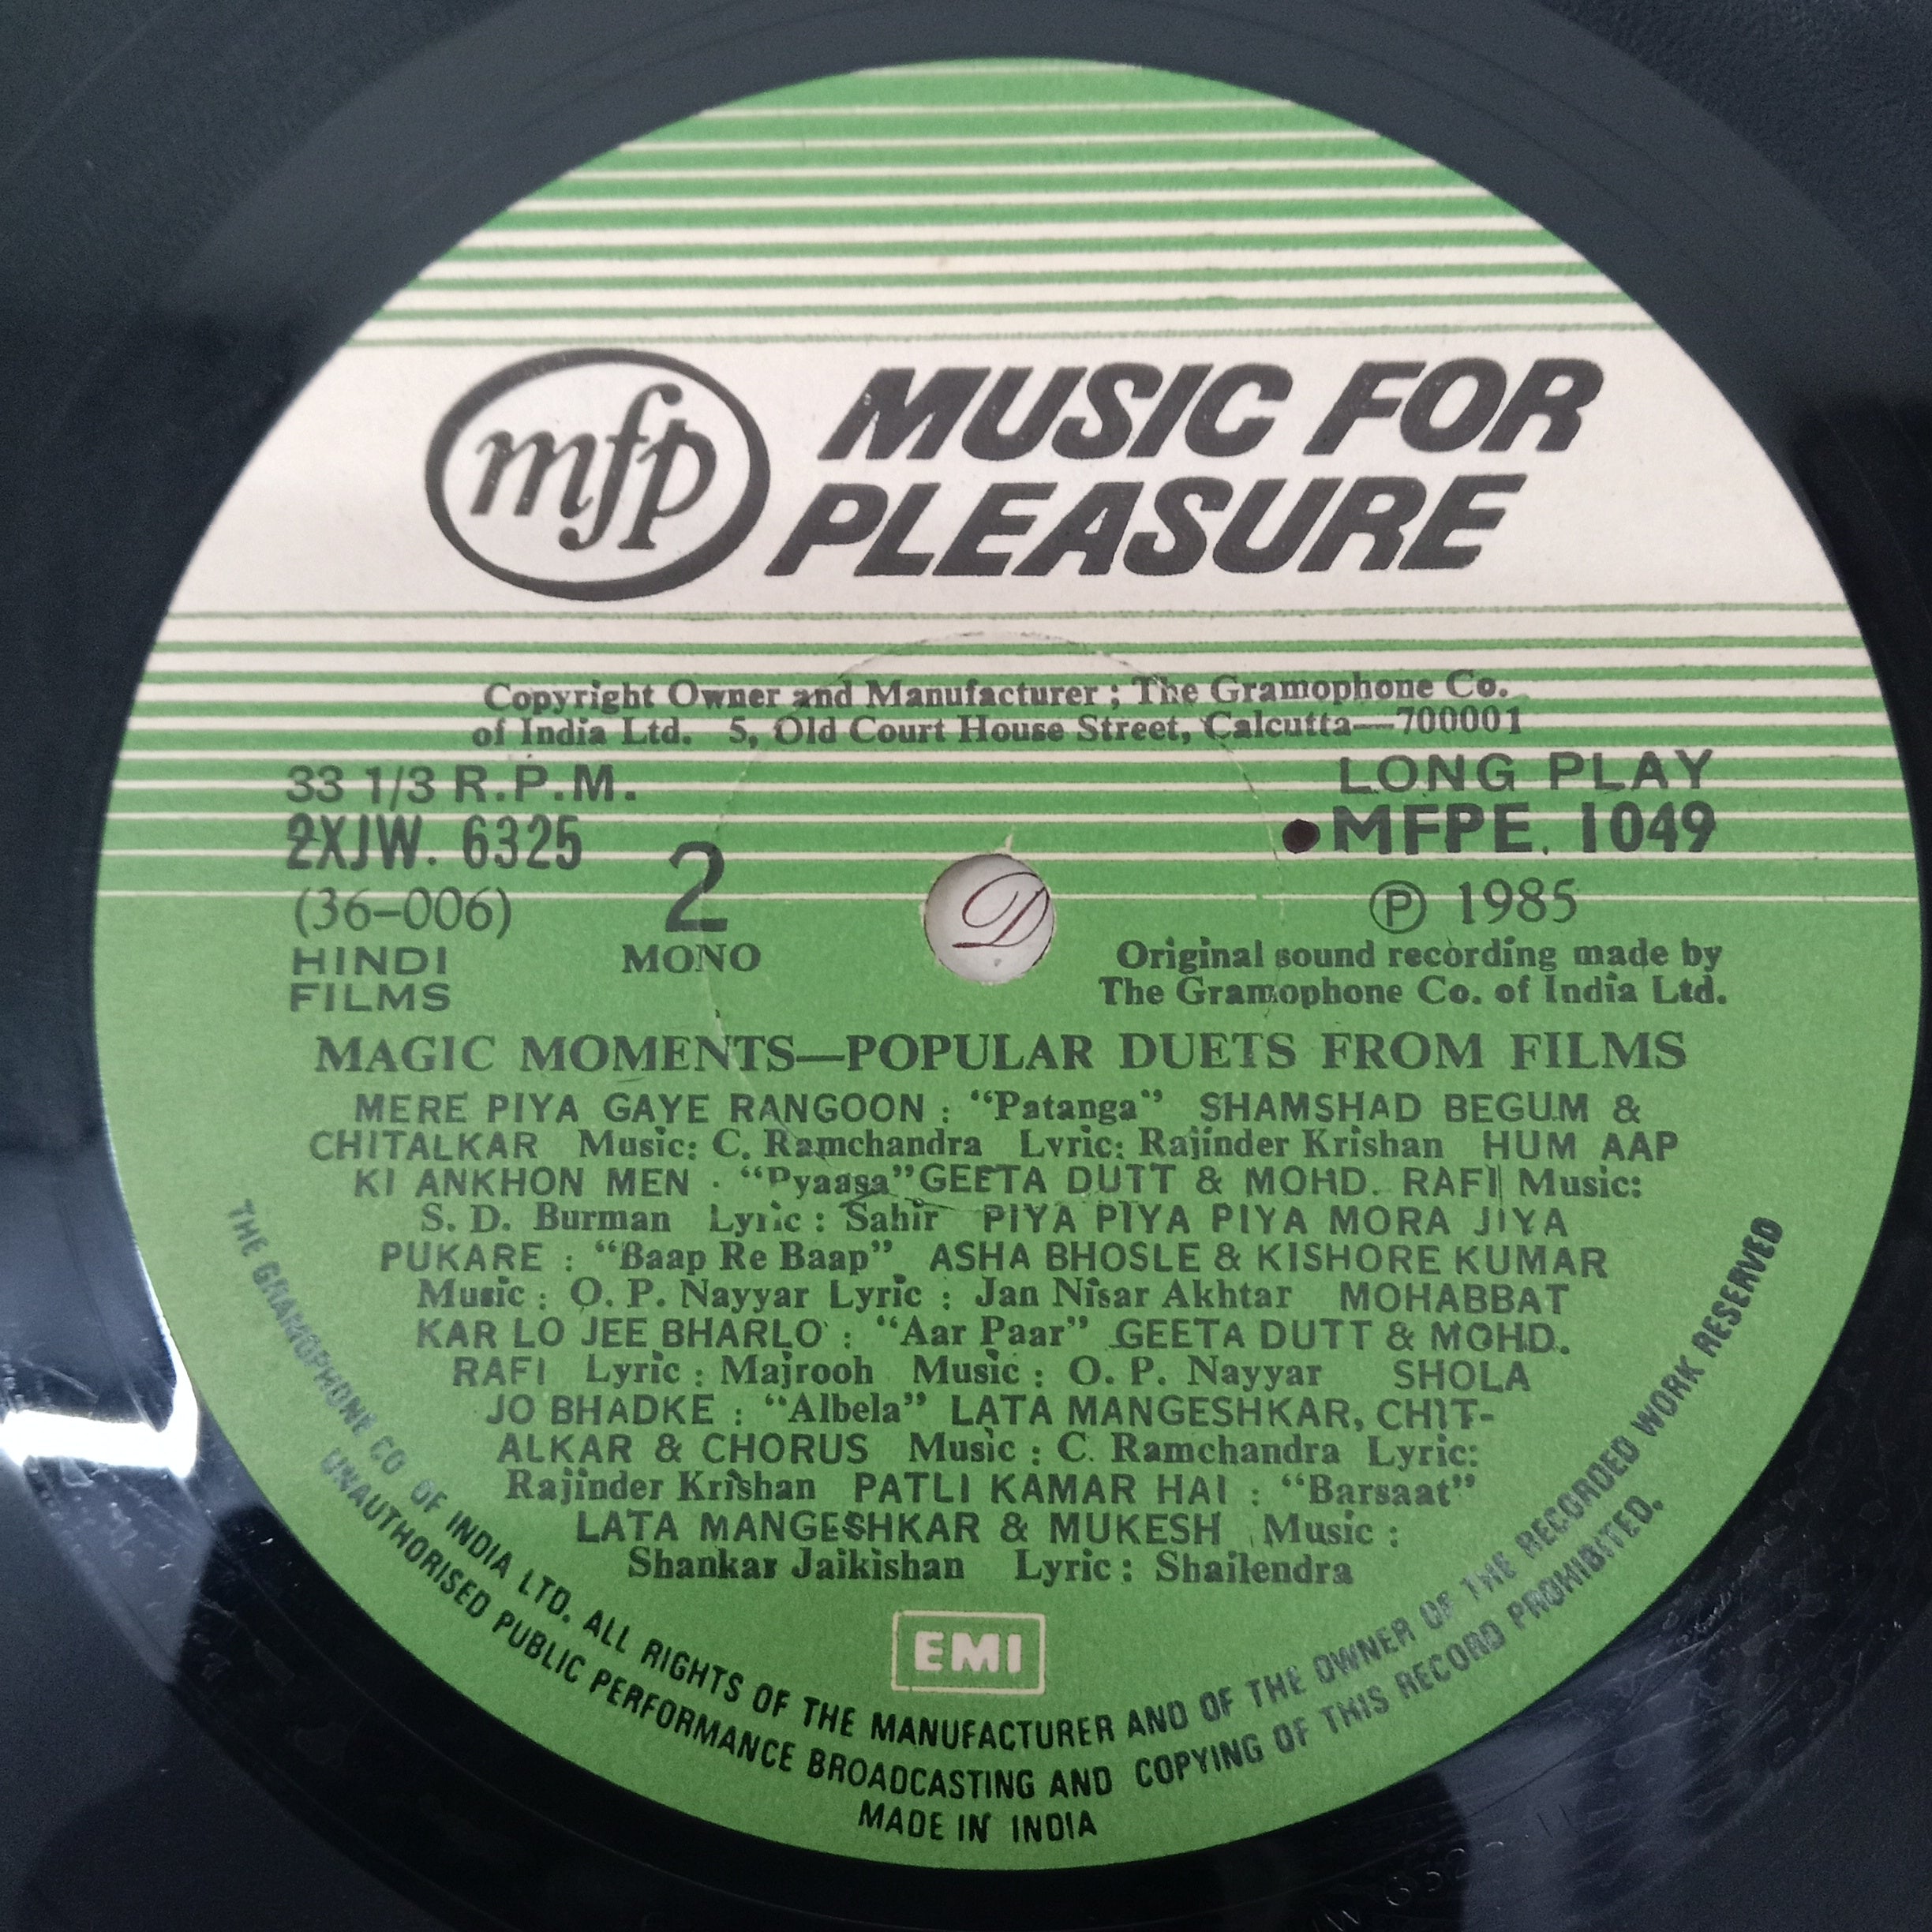 mfp
MUSIC FOR
PLEASURE
Copyright Owner and Manufacturer ; The Gramophone Co.
of India Ltd. 5, Old Court House Street, Calcutta—700001
33 1/3 R.P.M.
LONG PLAY
2XJW. 6325
2
•MFPE. 1049
(36–006)
MONO
D
Ⓟ 1985
HINDI
FILMS
Original sound recording made by
The Gramophone Co. of India Ltd.
MAGIC MOMENTS—POPULAR DUETS FROM FILMS
MERE PIYA GAYE RANGOON : “Patanga” SHAMSHAD BEGUM &
CHITALKAR Music: C. Ramchandra Lyric: Rajinder Krishan HUM AAP
KI ANKHON MEN : “Pyaasa” GEETA DUTT & MOHD. RAFI Music:
S. D. Burman Lyric : Sahir PIYA PIYA PIYA MORA JIYA
PUKARE : “Baap Re Baap” ASHA BHOSLE & KISHORE KUMAR
Music : O. P. Nayyar Lyric : Jan Nisar Akhtar MOHABBAT
KAR LO JEE BHARLO : “Aar Paar” GEETA DUTT & MOHD.
RAFI Lyric : Majrooh Music : O. P. Nayyar SHOLA
JO BHADKE : “Albela” LATA MANGESHKAR, CHIT-
ALKAR & CHORUS Music : C. Ramchandra Lyric:
Rajinder Krishan PATLI KAMAR HAI : “Barsaat”
LATA MANGESHKAR & MUKESH Music :
Shankar Jaikishan Lyric : Shailendra
EMI
THE GRAMOPHONE CO OF INDIA LTD. ALL RIGHTS OF THE MANUFACTURER AND OF THE OWNER OF THE RECORDED WORK RESERVED
UNAUTHORISED PUBLIC PERFORMANCE BROADCASTING AND COPYING OF THIS RECORD PROHIBITED.
MADE IN INDIA